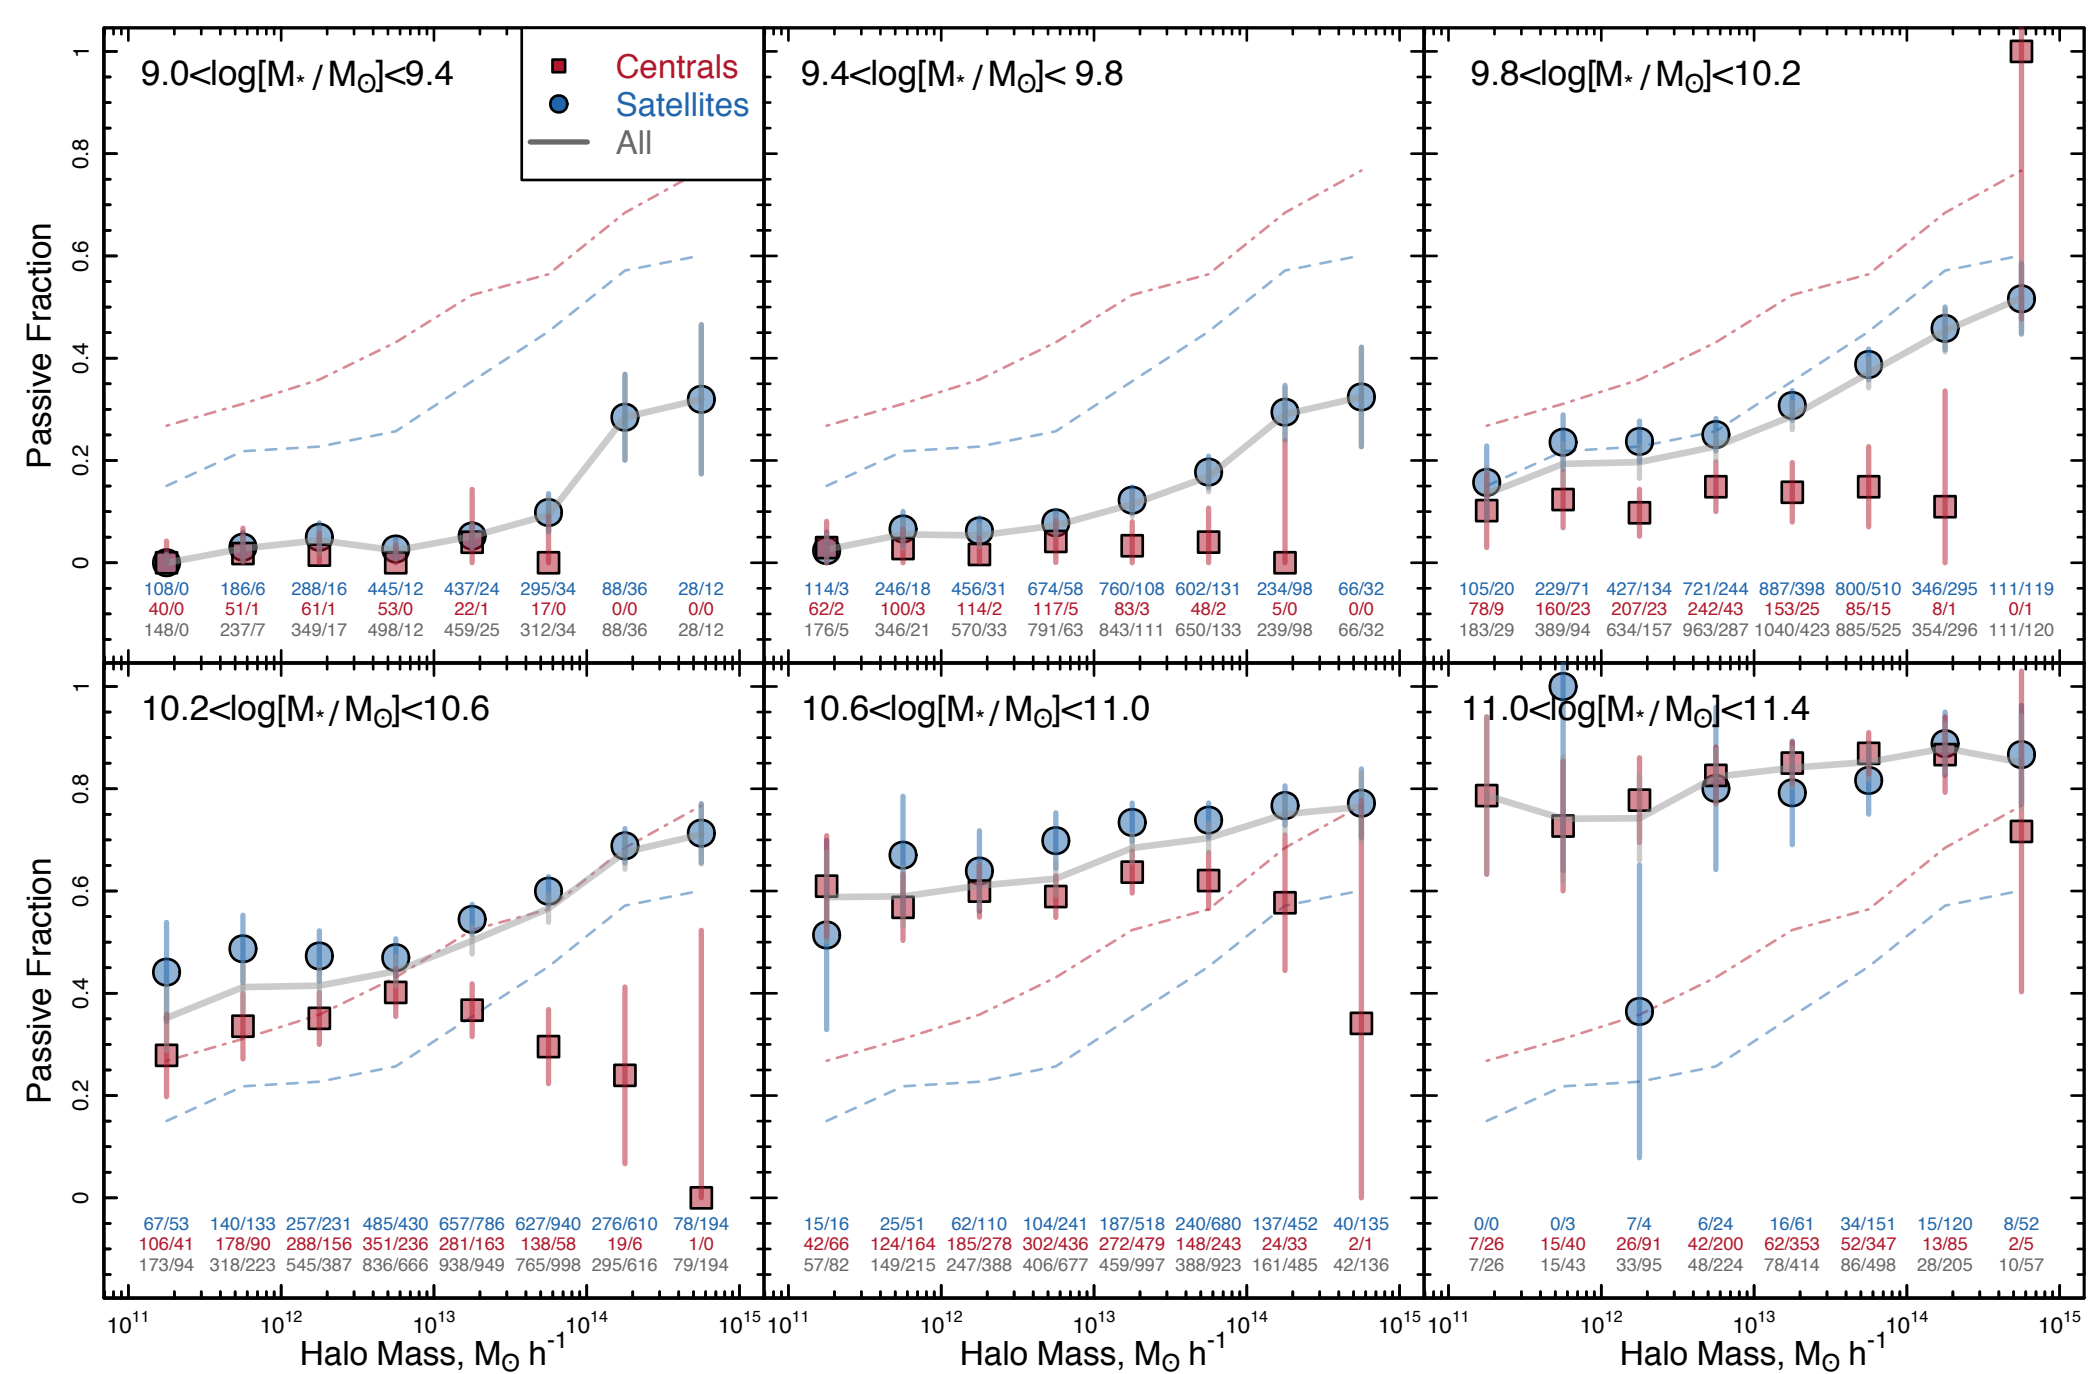 9.0<log[M*/M⊙]<9.4
Centrals
Satellites
All
9.4<log[M*/M⊙]< 9.8
9.8<log[M*/M⊙]<10.2
Passive Fraction
0 0.2 0.4 0.6 0.8 1
108/0 186/6 288/16 445/12 437/24 295/34 88/36 28/12
40/0 51/1 61/1 53/0 22/1 17/0 0/0 0/0
148/0 237/7 349/17 498/12 459/25 312/34 88/36 28/12
114/3 246/18 456/31 674/58 760/108 602/131 234/98 66/32
62/2 100/3 114/2 117/5 83/3 48/2 5/0 0/0
176/5 346/21 570/33 791/63 843/111 650/133 239/98 66/32
105/20 229/71 427/134 721/244 887/398 800/510 346/295 111/119
78/9 160/23 207/23 242/43 153/25 85/15 8/1 0/1
183/29 389/94 634/157 963/287 1040/423 885/525 354/296 111/120
10.2<log[M*/M⊙]<10.6
10.6<log[M*/M⊙]<11.0
11.0<log[M*/M⊙]<11.4
Passive Fraction
0 0.2 0.4 0.6 0.8 1
67/53 140/133 257/231 485/430 657/786 627/940 276/610 78/194
106/41 178/90 288/156 351/236 281/163 138/58 19/6 1/0
173/94 318/223 545/387 836/666 938/949 765/998 295/616 79/194
15/16 25/51 62/110 104/241 187/518 240/680 137/452 40/135
42/66 124/164 185/278 302/436 272/479 148/243 24/33 2/1
57/82 149/215 247/388 406/677 459/997 388/923 161/485 42/136
0/0 0/3 7/4 6/24 16/61 34/151 15/120 8/52
7/26 15/40 26/91 42/200 62/353 52/347 13/85 2/5
7/26 15/43 33/95 48/224 78/414 86/498 28/205 10/57
10¹¹ 10¹² 10¹³ 10¹⁴ 10¹⁵
10¹¹ 10¹² 10¹³ 10¹⁴ 10¹⁵
10¹¹ 10¹² 10¹³ 10¹⁴ 10¹⁵
Halo Mass, M⊙ h⁻¹
Halo Mass, M⊙ h⁻¹
Halo Mass, M⊙ h⁻¹